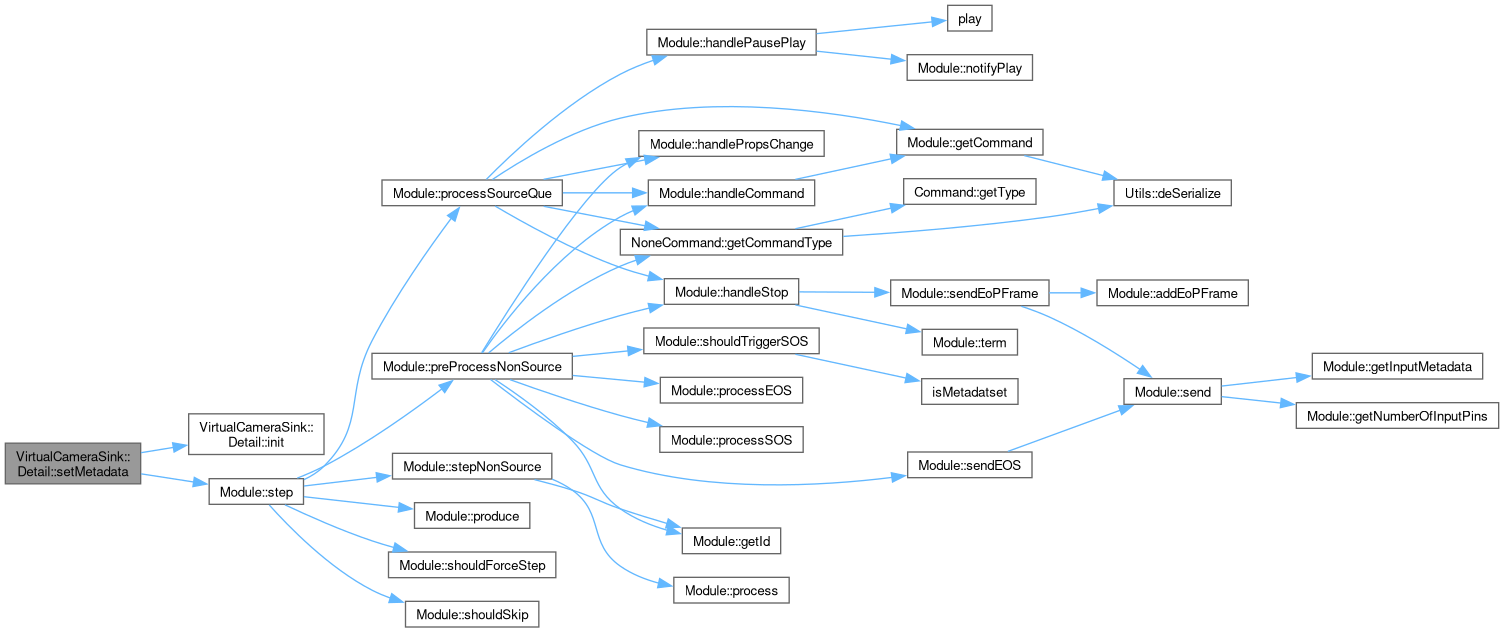 VirtualCameraSink::
Detail::setMetadata
VirtualCameraSink::
Detail::init
Module::step
Module::processSourceQue
Module::preProcessNonSource
Module::stepNonSource
Module::produce
Module::shouldForceStep
Module::shouldSkip
Module::handlePausePlay
Module::handlePropsChange
Module::handleCommand
NoneCommand::getCommandType
Module::handleStop
Module::shouldTriggerSOS
Module::processEOS
Module::processSOS
Module::getId
Module::process
play
Module::notifyPlay
Module::getCommand
Command::getType
Module::sendEoPFrame
Module::term
isMetadatset
Module::sendEOS
Utils::deSerialize
Module::addEoPFrame
Module::send
Module::getInputMetadata
Module::getNumberOfInputPins